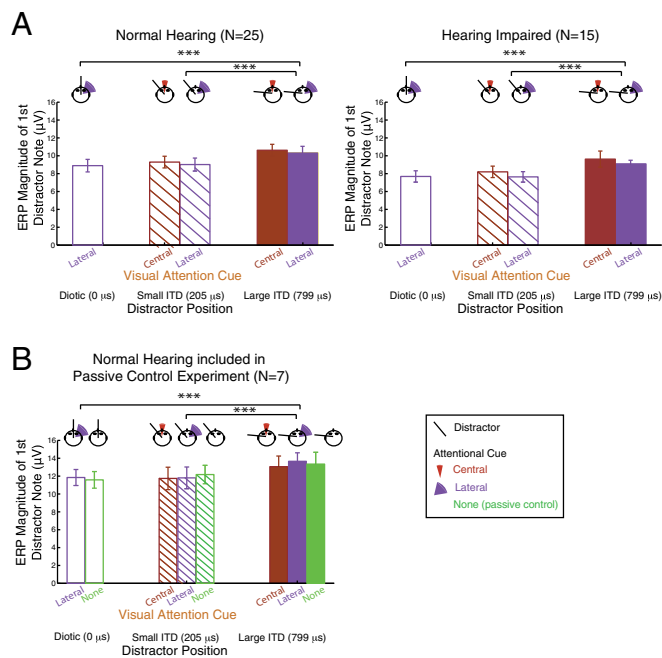 A
Normal Hearing (N=25)
***
***
ERP Magnitude of 1st
Distractor Note (μV)
16
14
12
10
8
6
4
2
0
Lateral
Central
Lateral
Central
Lateral
Visual Attention Cue
Diotic (0 μs)
Small ITD (205 μs)
Large ITD (799 μs)
Distractor Position
Hearing Impaired (N=15)
***
***
ERP Magnitude of 1st
Distractor Note (μV)
16
14
12
10
8
6
4
2
0
Lateral
Central
Lateral
Central
Lateral
Visual Attention Cue
Diotic (0 μs)
Small ITD (205 μs)
Large ITD (799 μs)
Distractor Position
B
Normal Hearing included in
Passive Control Experiment (N=7)
***
***
ERP Magnitude of 1st
Distractor Note (μV)
16
14
12
10
8
6
4
2
0
Lateral
None
Central
Lateral
None
Central
Lateral
None
Visual Attention Cue
Diotic (0 μs)
Small ITD (205 μs)
Large ITD (799 μs)
Distractor Position
Distractor
Attentional Cue
Central
Lateral
None (passive control)